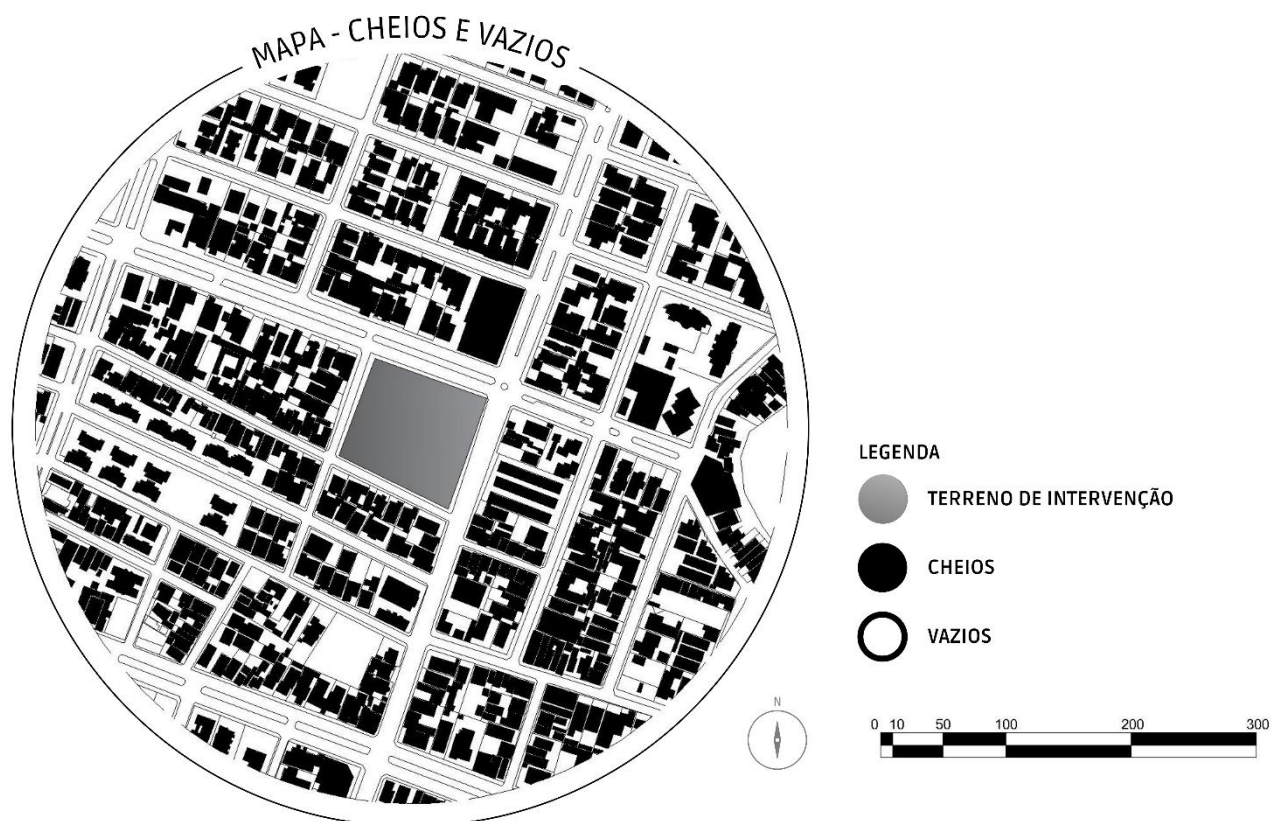 MAPA - CHEIOS E VAZIOS
LEGENDA
TERRENO DE INTERVENÇÃO
CHEIOS
VAZIOS
N
0 10 50 100 200 300